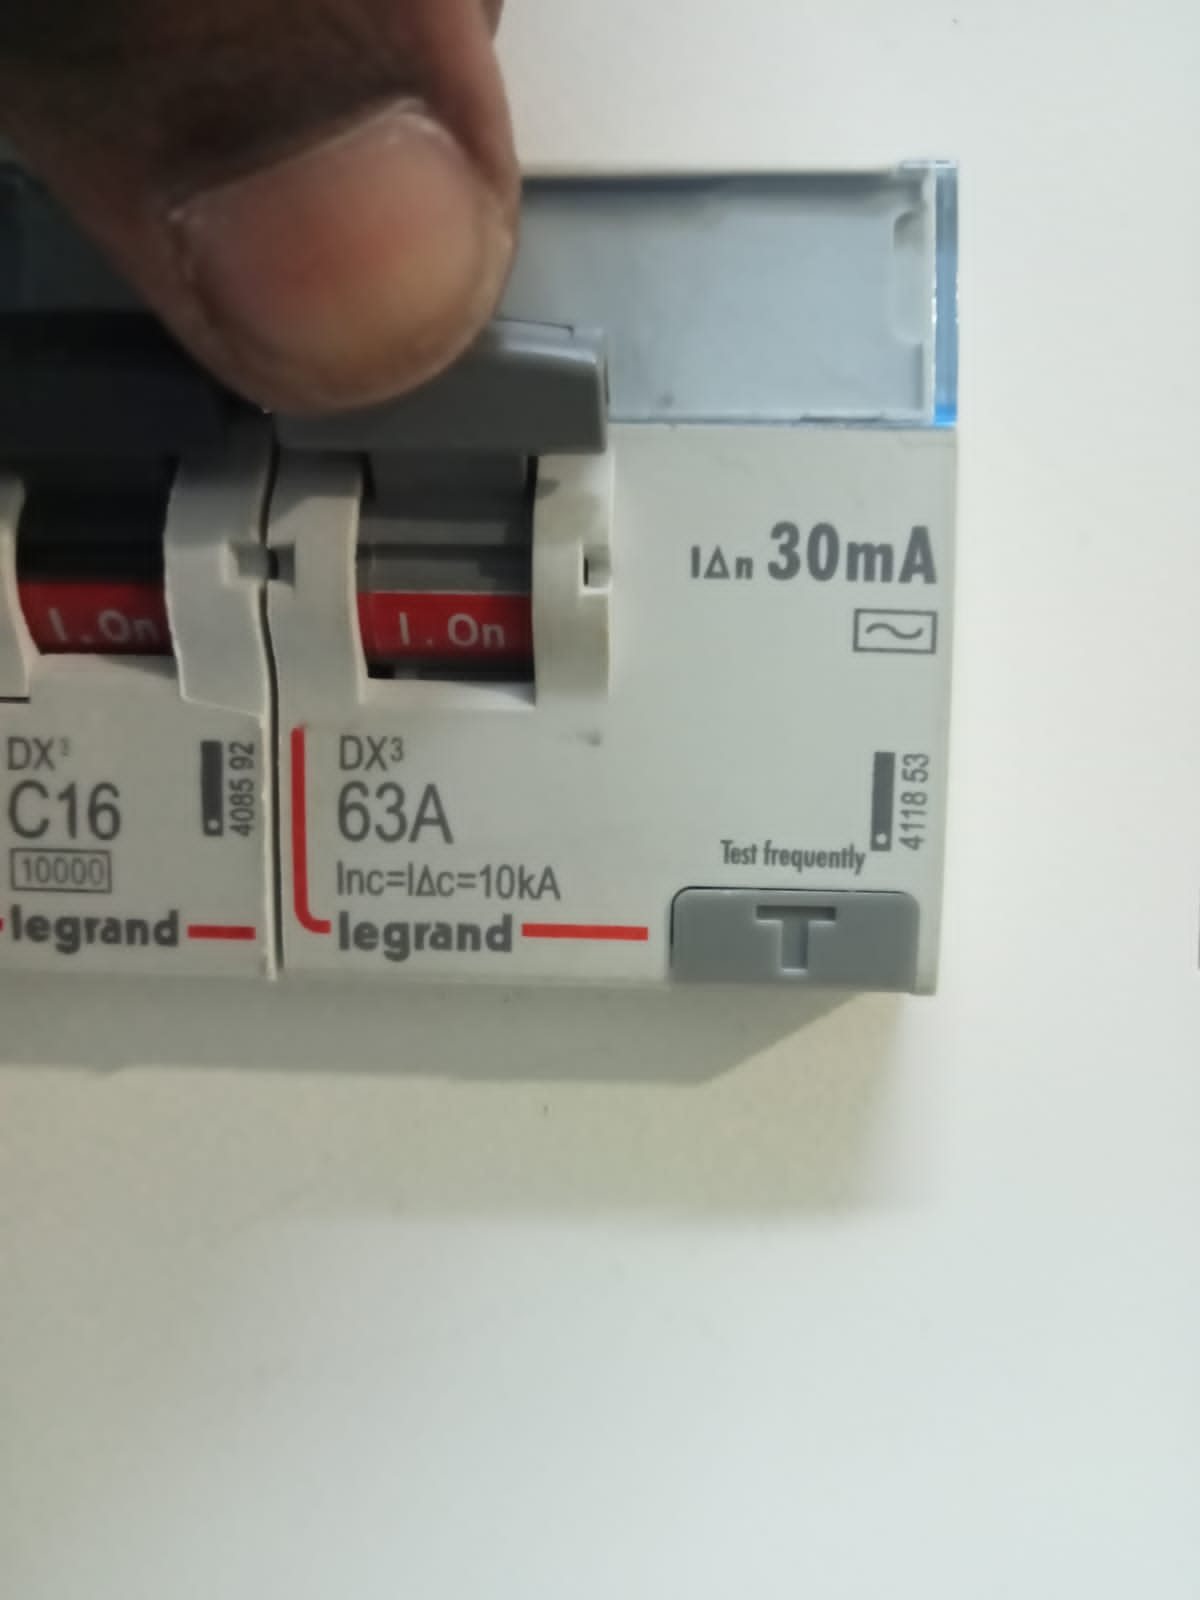 IΔn 30mA
I . On
I . On
DX³
C16
10000
legrand
4085 92
DX³
63A
Inc=IΔc=10kA
legrand
4118 53
Test frequently
T